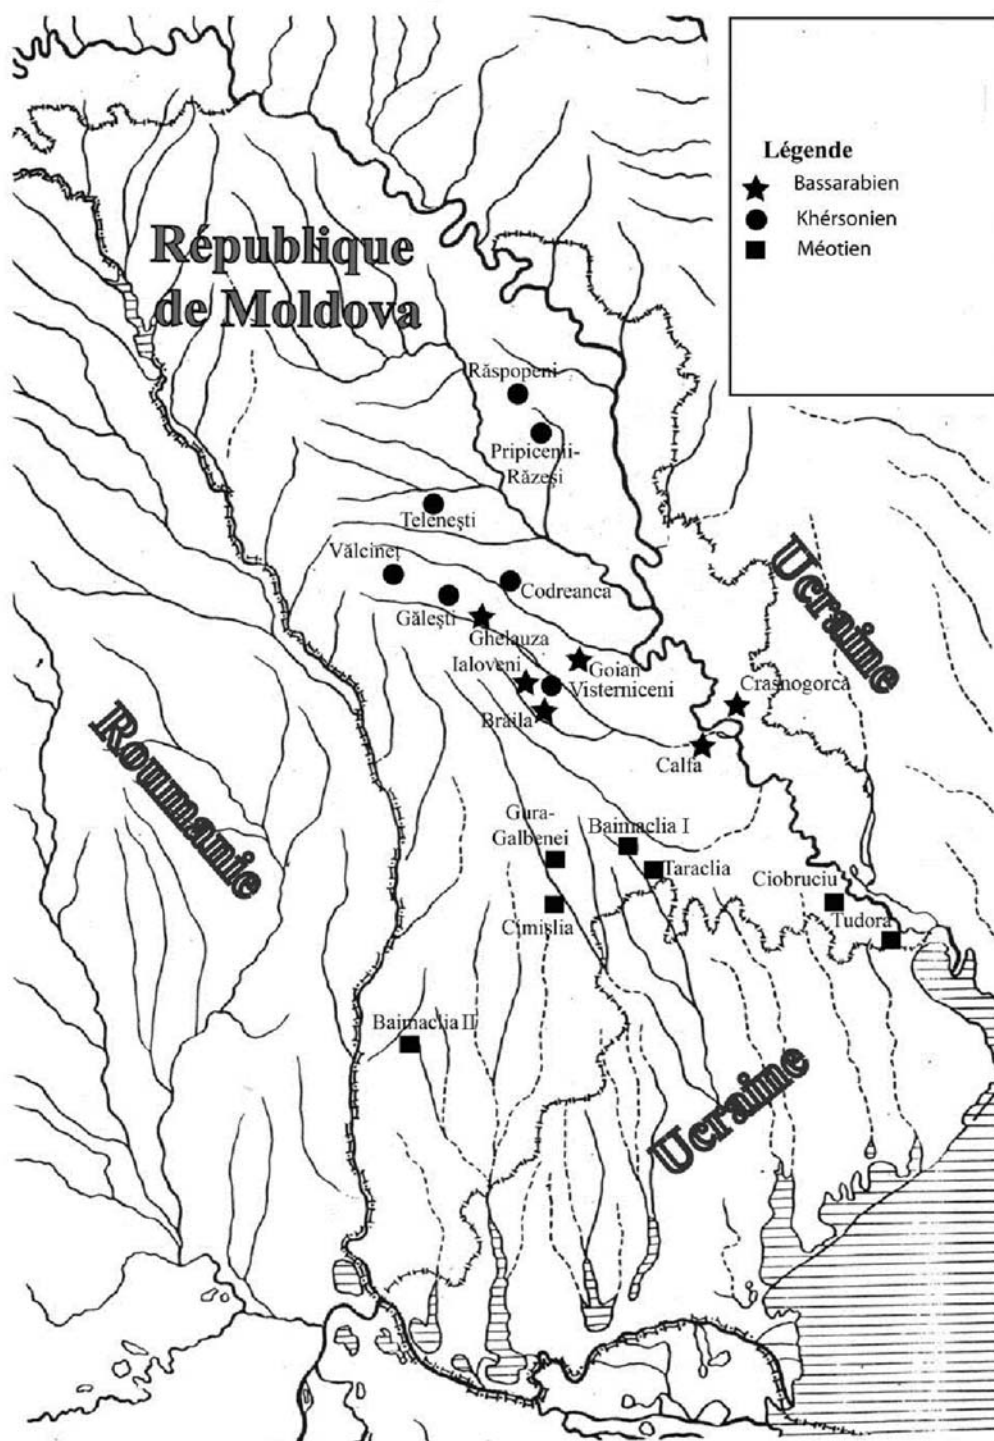 Légende
Bassarabien
Khérsonien
Méotien
République
de Moldova
Răspopeni
Pripicenii-
Răzeşi
Teleneşti
Vălcineţ
Codreanca
Găleşti
Ghelauza
Ialoveni
Goian
Visterniceni
Braila
Crasnogorca
Calfa
Ucraine
Roumanie
Gura-
Galbenei
Baimaclia I
Taraclia
Ciobruciu
Tudora
Cimişlia
Baimaclia II
Ucraine